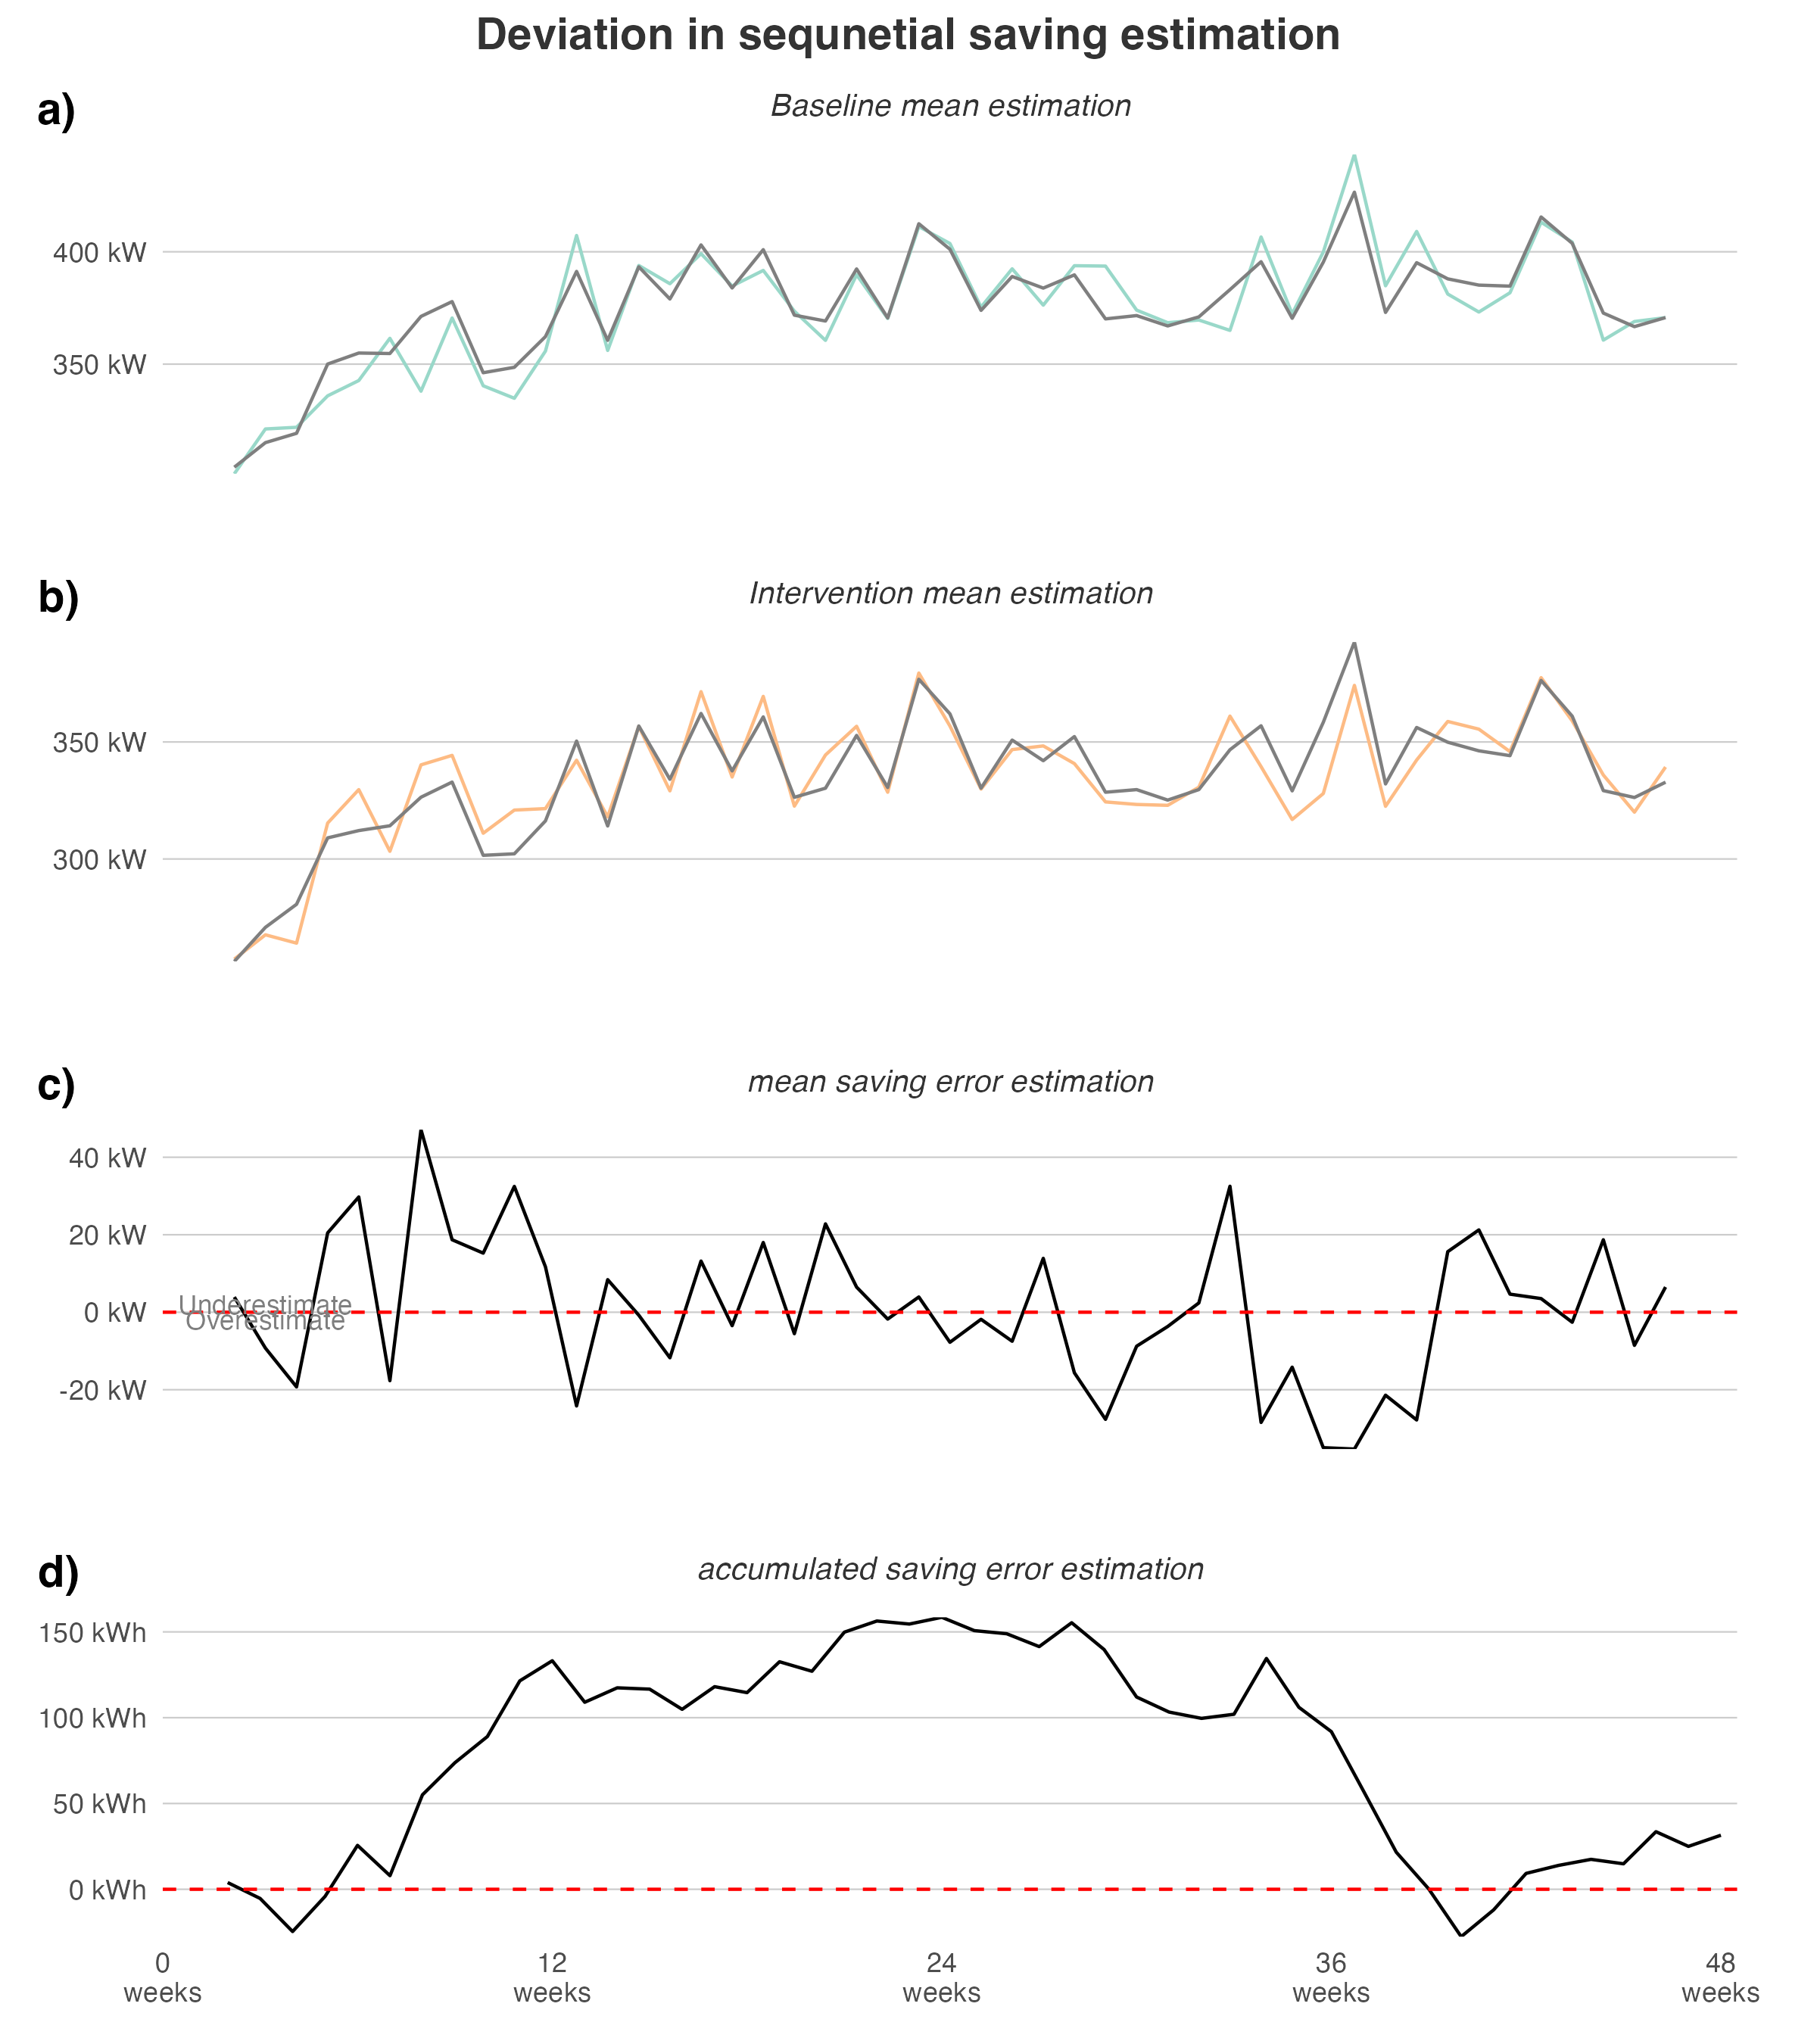 Deviation in sequnetial saving estimation
a)
Baseline mean estimation
400 kW
350 kW
b)
Intervention mean estimation
350 kW
300 kW
c)
mean saving error estimation
40 kW
20 kW
Underestimate
0 kW
Overestimate
-20 kW
d)
accumulated saving error estimation
150 kWh
100 kWh
50 kWh
0 kWh
0 12 24 36 48
weeks weeks weeks weeks weeks